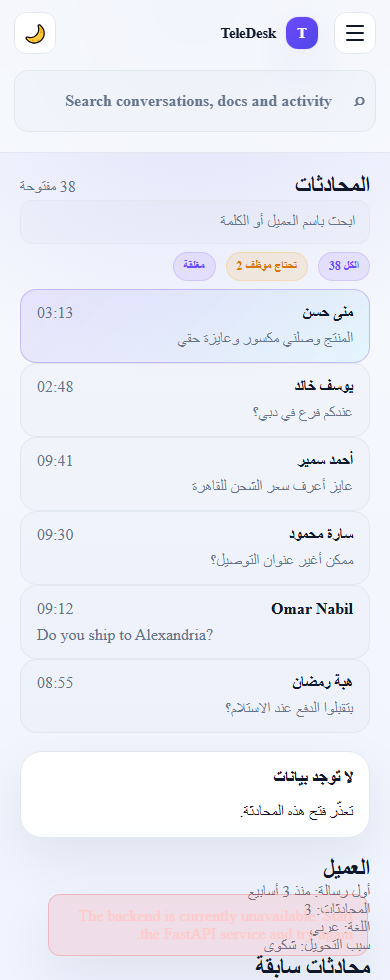 TeleDesk
T
Search conversations, docs and activity
المحادثات
38 مفتوحة
ابحث باسم العميل أو الكلمة
الكل 38
تحتاج موظف 2
مغلقة
منى حسن
03:13
المنتج وصلني مكسور وعايزة حقي
يوسف خالد
02:48
عندكم فرع في دبي؟
أحمد سمير
09:41
عايز أعرف سعر الشحن للقاهرة
سارة محمود
09:30
ممكن أغير عنوان التوصيل؟
Omar Nabil
09:12
Do you ship to Alexandria?
هبة رمضان
08:55
بتقبلوا الدفع عند الاستلام؟
لا توجد بيانات
تعذّر فتح هذه المحادثة.
العميل
أول رسالة: منذ 3 أسابيع
المحادثات: 3
اللغة: عربي
سبب التحويل: شكوى
The backend is currently unavailable. Start
the FastAPI service and try again.
محادثات سابقة